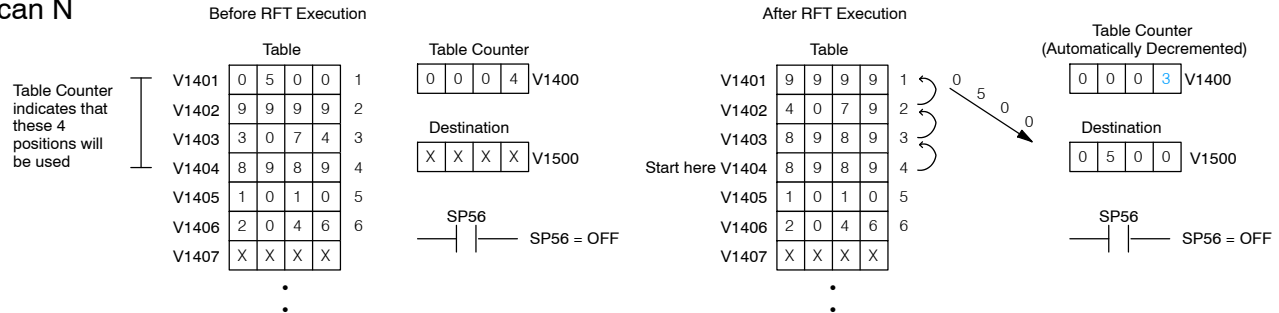 can N
Before RFT Execution
Table
Table Counter indicates that these 4 positions will be used
V1401 0 5 0 0 1
V1402 9 9 9 9 2
V1403 3 0 7 4 3
V1404 8 9 8 9 4
V1405 1 0 1 0 5
V1406 2 0 4 6 6
V1407 X X X X
Table Counter
0 0 0 4 V1400
Destination
X X X X V1500
SP56
SP56 = OFF
After RFT Execution
Table
V1401 9 9 9 9 1
V1402 4 0 7 9 2
V1403 8 9 8 9 3
Start here V1404 8 9 8 9 4
V1405 1 0 1 0 5
V1406 2 0 4 6 6
V1407 X X X X
0 5 0 0
Table Counter
(Automatically Decremented)
0 0 0 3 V1400
Destination
0 5 0 0 V1500
SP56
SP56 = OFF